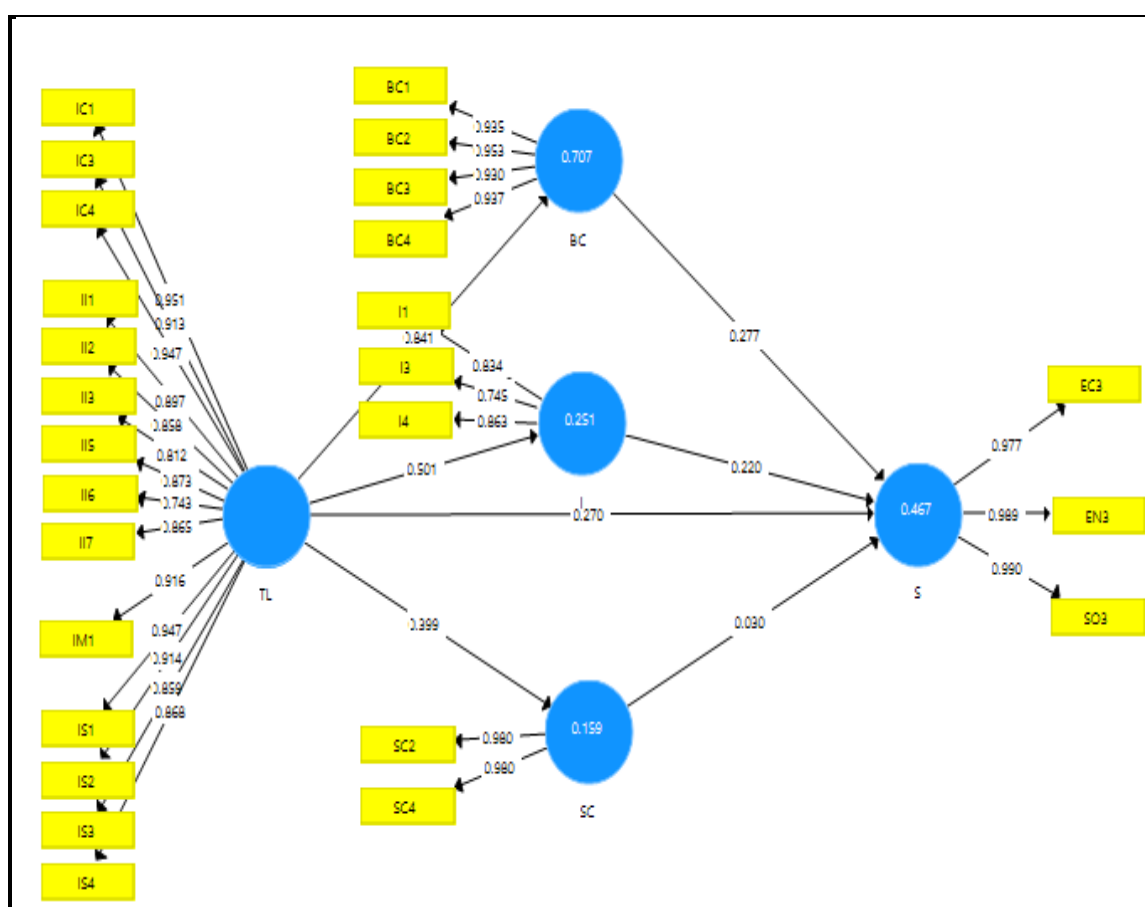 IC1
IC3
IC4
II1
II2
II3
II5
II6
II7
IM1
IS1
IS2
IS3
IS4
0.951
0.913
0.947
0.897
0.858
0.812
0.873
0.743
0.865
0.916
0.947
0.914
0.859
0.868
TL
BC1
BC2
BC3
BC4
0.935
0.953
0.930
0.937
0.707
BC
I1
I3
I4
0.841
0.834
0.745
0.863
0.251
I
0.501
0.270
0.399
SC2
SC4
0.980
0.980
0.159
SC
0.277
0.220
0.030
0.467
S
0.977
0.989
0.990
EC3
EN3
SO3